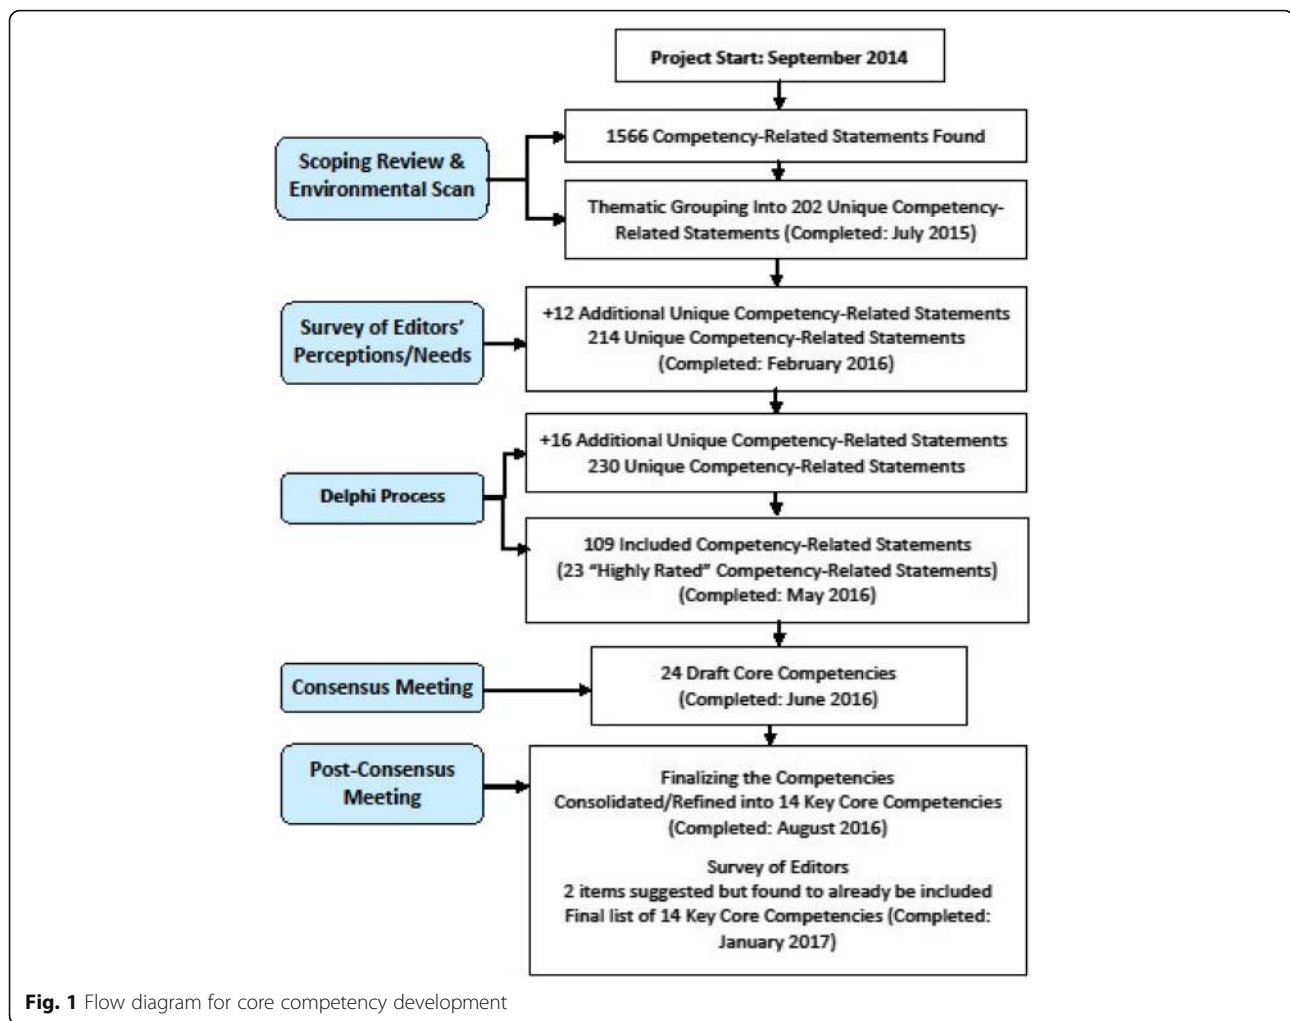 Project Start: September 2014
1566 Competency-Related Statements Found
Scoping Review &
Environmental Scan
Thematic Grouping Into 202 Unique Competency-
Related Statements (Completed: July 2015)
Survey of Editors’
Perceptions/Needs
+12 Additional Unique Competency-Related Statements
214 Unique Competency-Related Statements
(Completed: February 2016)
+16 Additional Unique Competency-Related Statements
230 Unique Competency-Related Statements
Delphi Process
109 Included Competency-Related Statements
(23 “Highly Rated” Competency-Related Statements)
(Completed: May 2016)
Consensus Meeting
24 Draft Core Competencies
(Completed: June 2016)
Post-Consensus
Meeting
Finalizing the Competencies
Consolidated/Refined into 14 Key Core Competencies
(Completed: August 2016)
Survey of Editors
2 items suggested but found to already be included
Final list of 14 Key Core Competencies (Completed:
January 2017)
Fig. 1 Flow diagram for core competency development